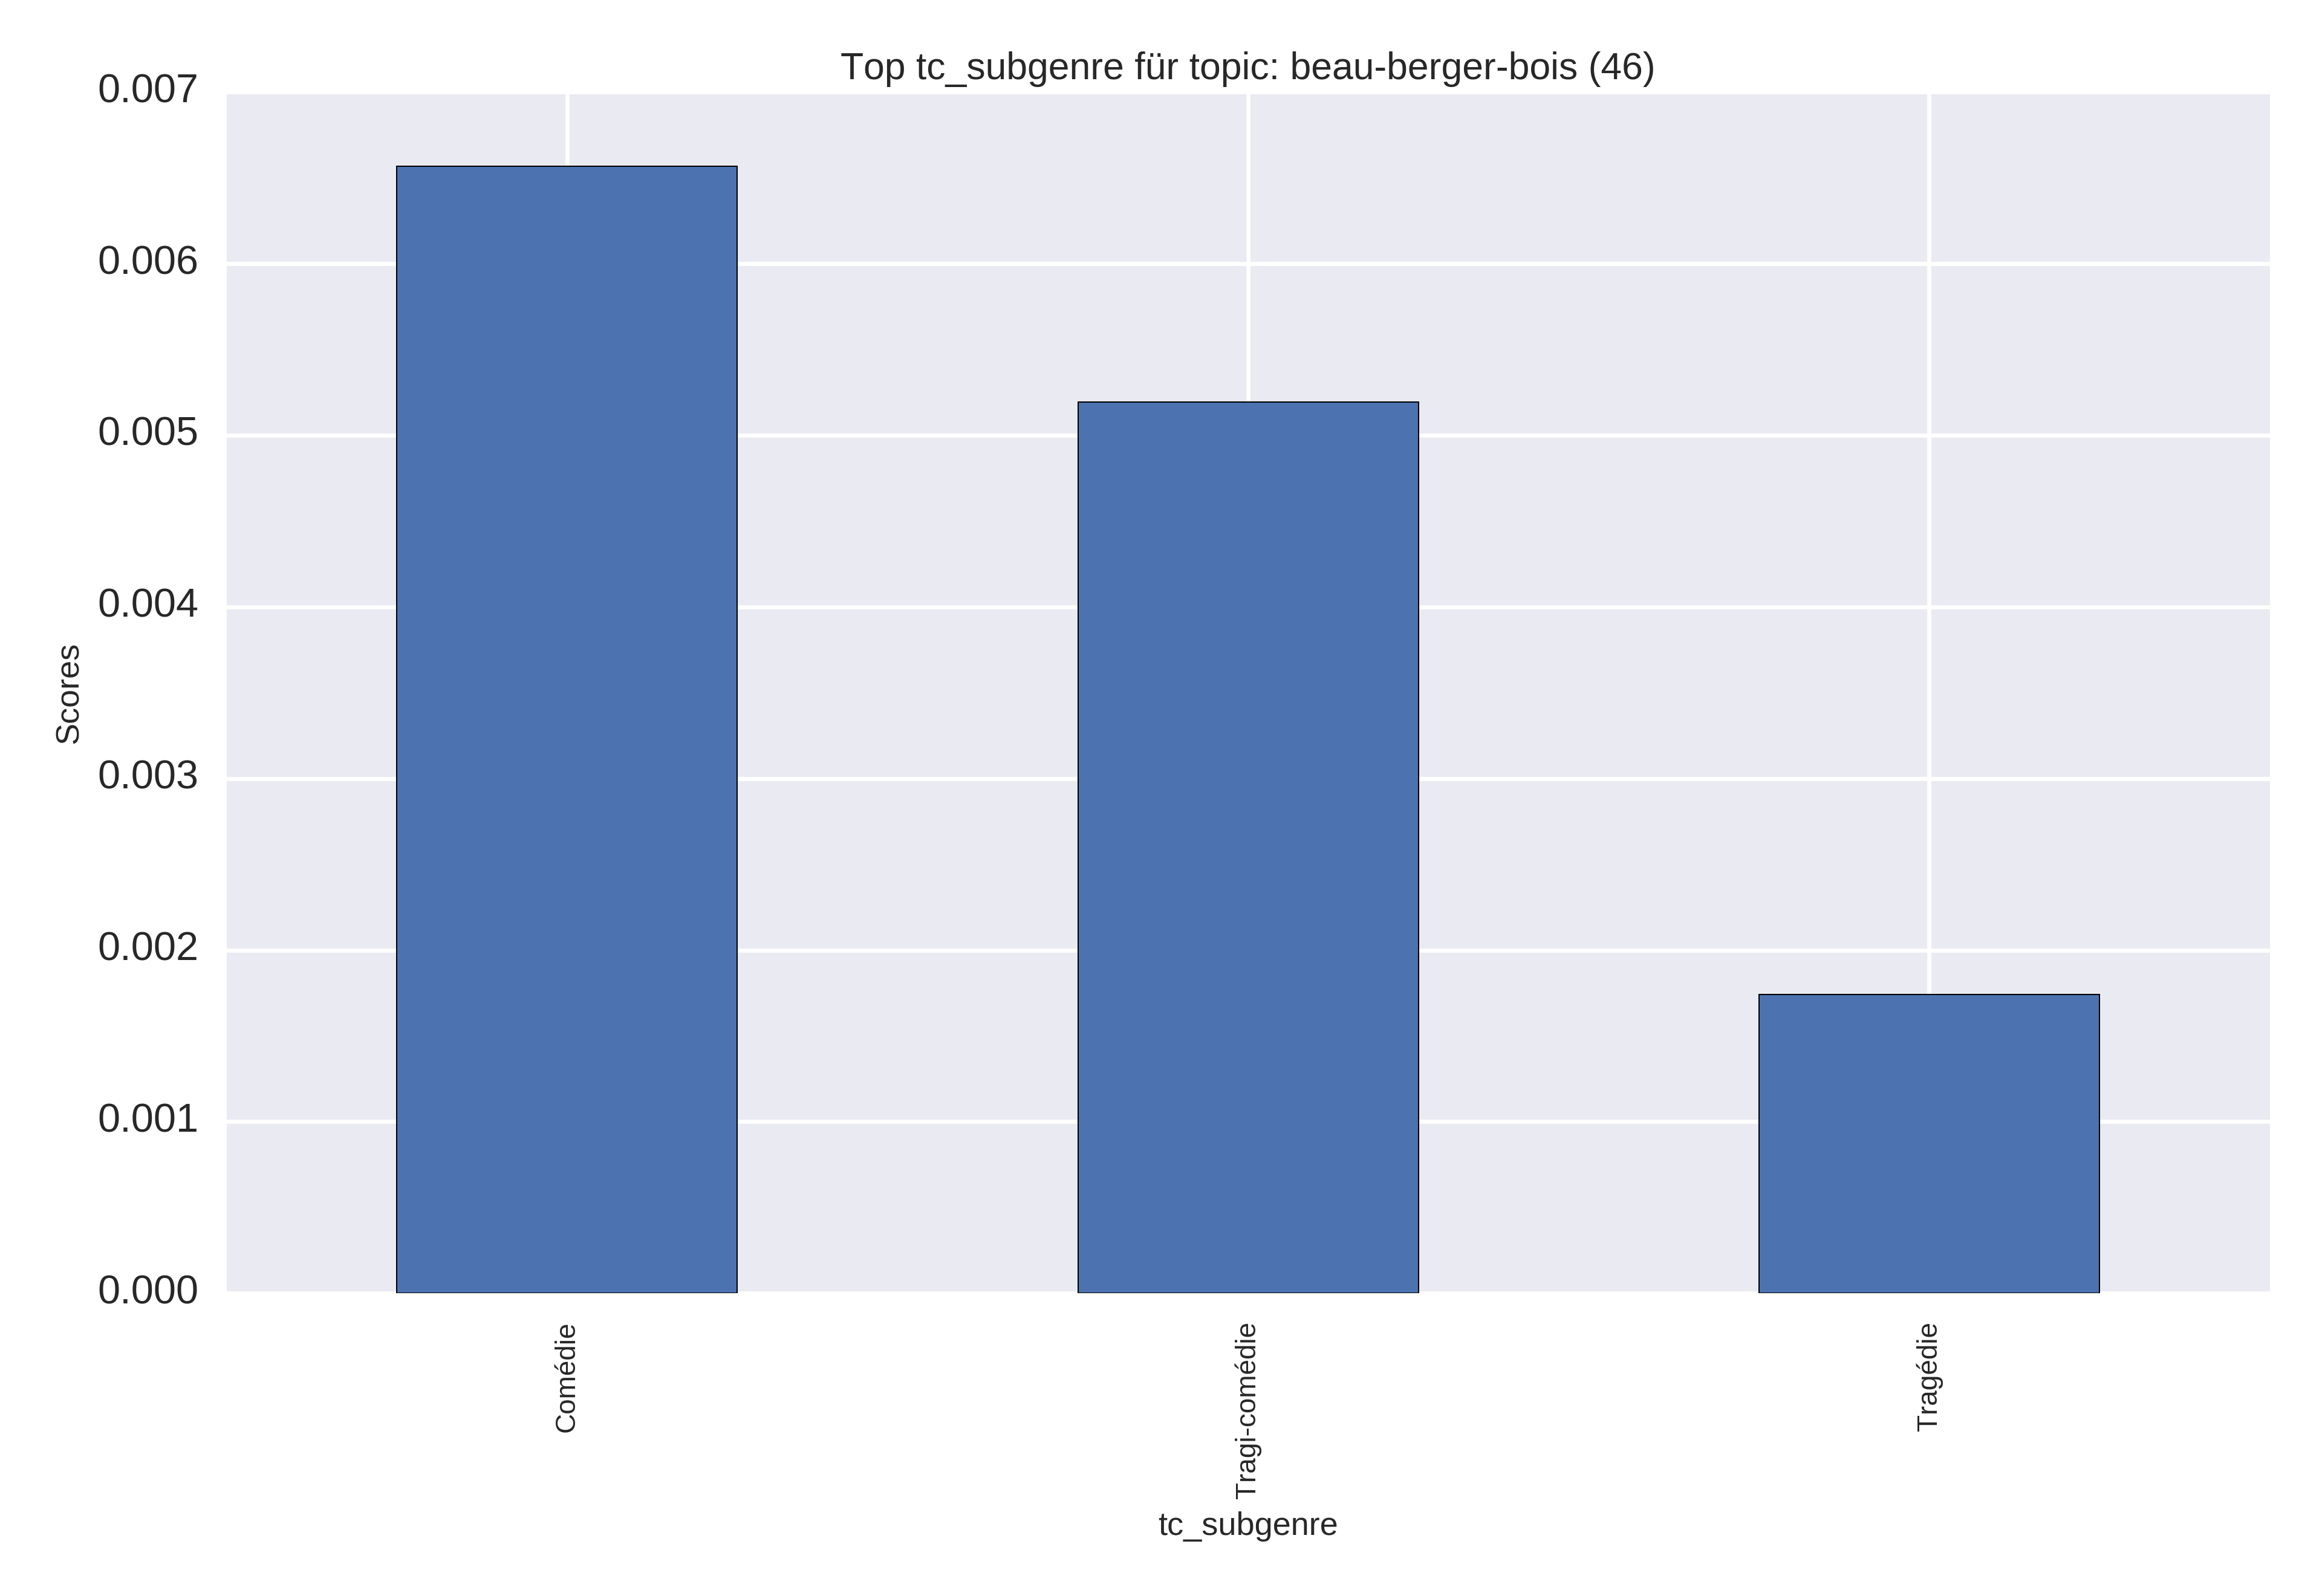 Top tc_subgenre für topic: beau-berger-bois (46)
0.007
0.006
0.005
0.004
0.003
0.002
0.001
0.000
Scores
Comédie
Tragi-comédie
Tragédie
tc_subgenre